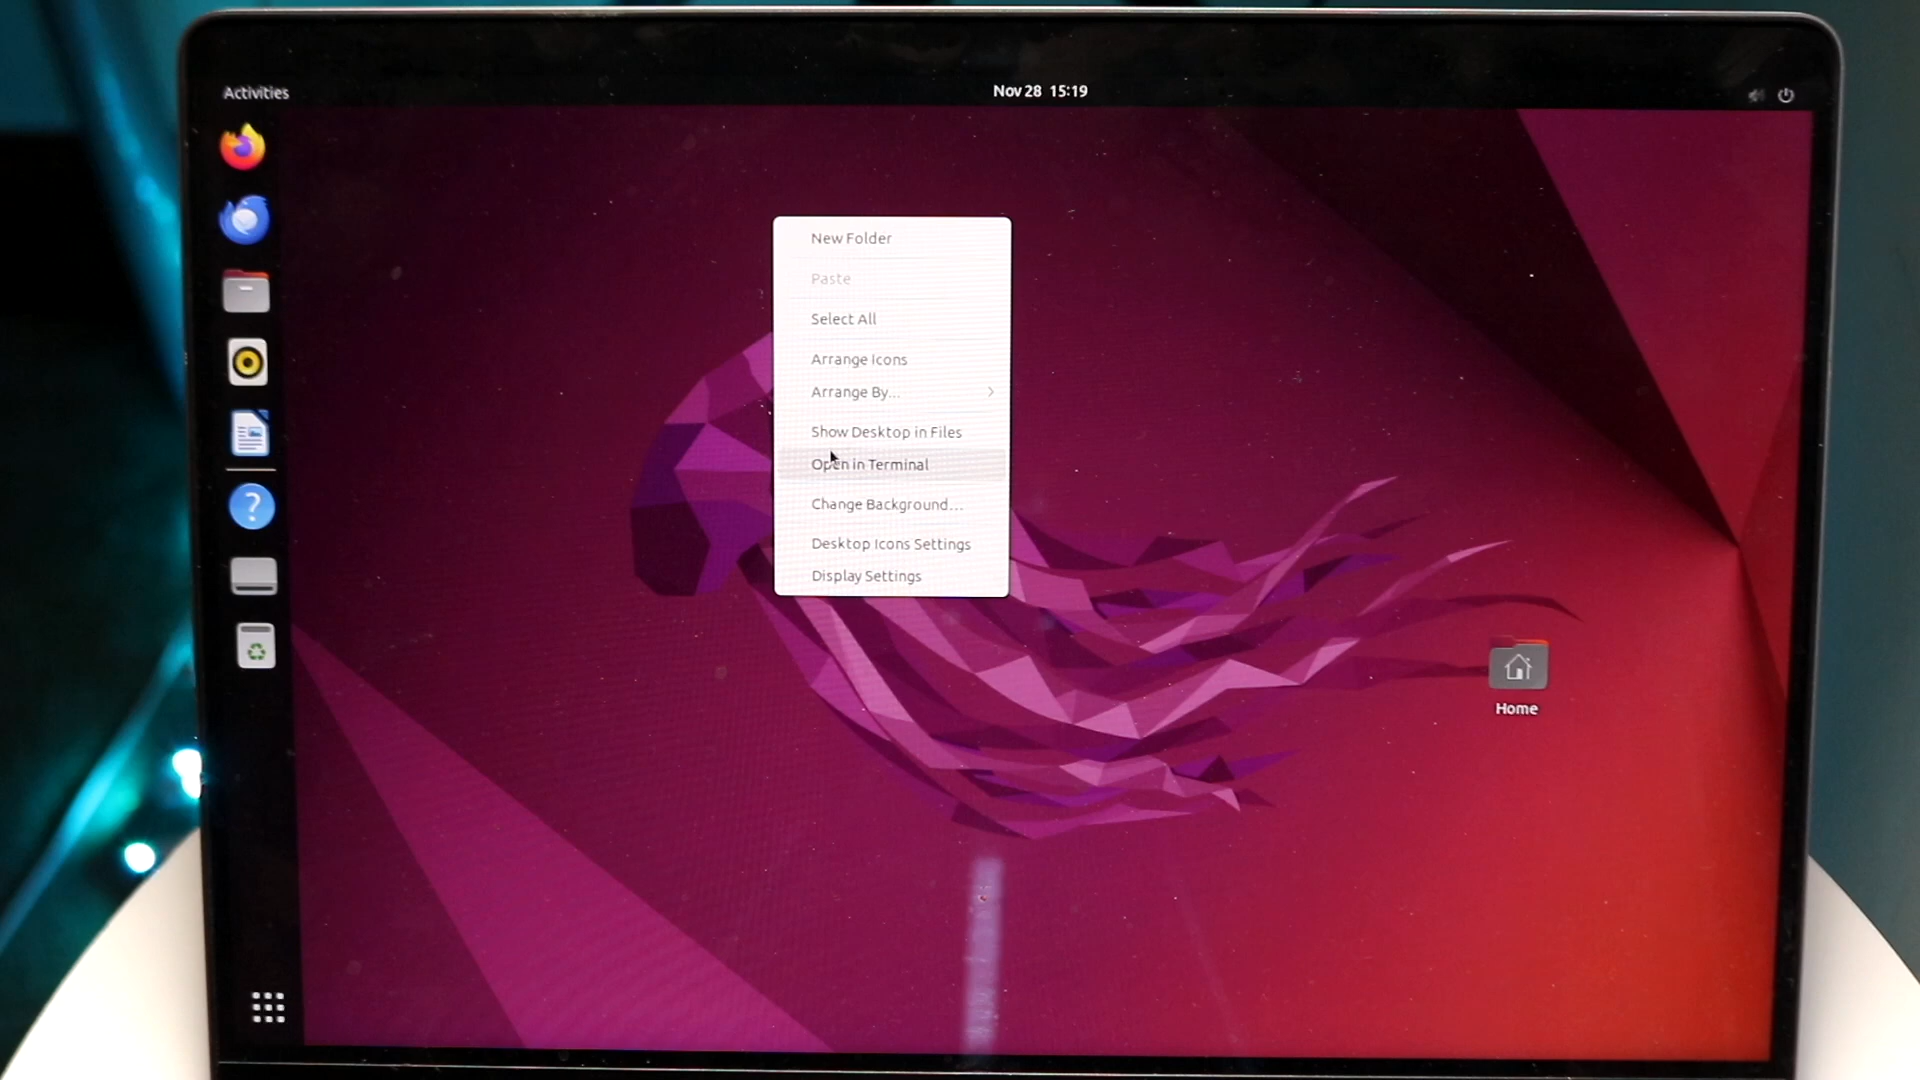 Activities
Nov 28 15:19
New Folder
Paste
Select All
Arrange Icons
Arrange By...
Show Desktop in Files
Open in Terminal
Change Background...
Desktop Icons Settings
Display Settings
?
Home